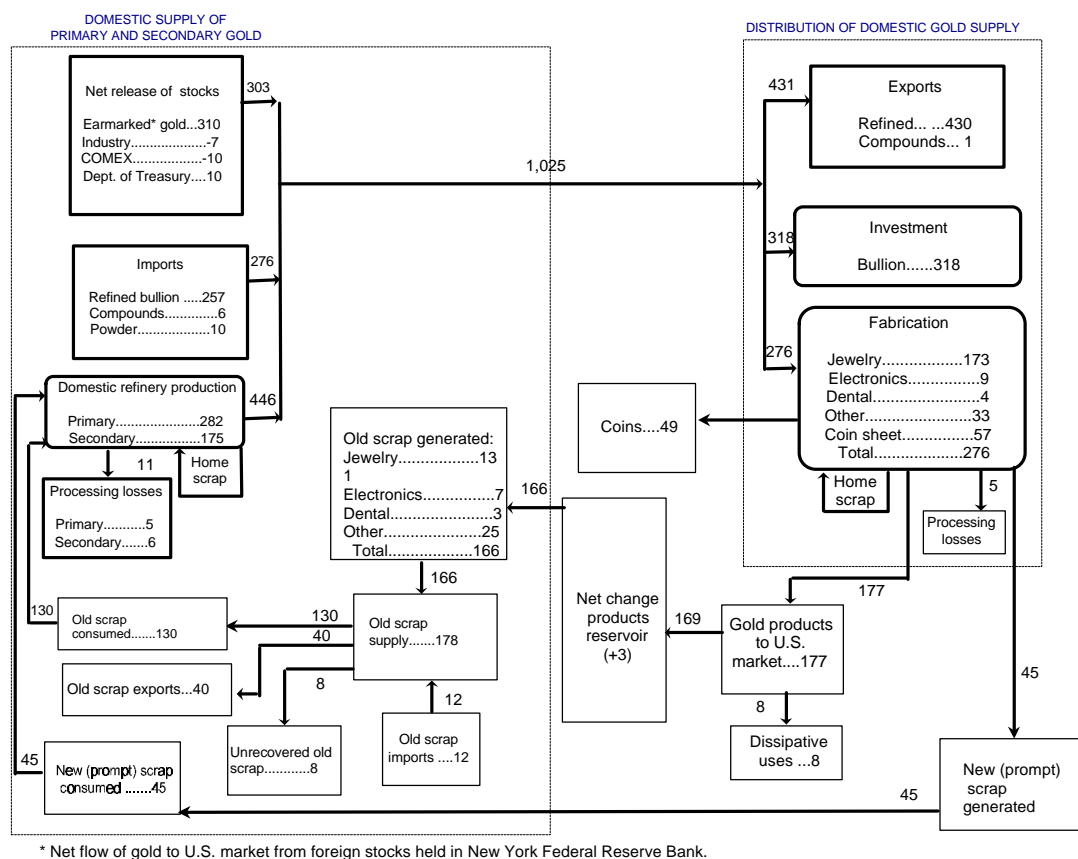 DOMESTIC SUPPLY OF
PRIMARY AND SECONDARY GOLD
DISTRIBUTION OF DOMESTIC GOLD SUPPLY
Net release of stocks
Earmarked* gold...310
Industry...................-7
COMEX...................-10
Dept. of Treasury....10
303
1,025
431
Exports
Refined... ...430
Compounds... 1
318
Investment
Bullion......318
Imports
Refined bullion .....257
Compounds..............6
Powder....................10
276
276
Fabrication
Jewelry..................173
Electronics................9
Dental.......................4
Other......................33
Coin sheet...............57
Total.................276
Domestic refinery production
Primary....................282
Secondary................175
446
11
Home
scrap
Processing losses
Primary...........5
Secondary.......6
Old scrap generated:
Jewelry..............13
1
Electronics...............7
Dental......................3
Other.....................25
Total................166
166
Coins....49
Home
scrap
5
Processing
losses
177
166
Net change
products
reservoir
(+3)
169
Gold products
to U.S.
market....177
8
Dissipative
uses ...8
45
130
Old scrap
consumed.......130
130
40
8
Old scrap
supply......178
Old scrap exports...40
12
Unrecovered old
scrap............8
Old scrap
imports ....12
45
New (prompt) scrap
consumed .......45
45
New (prompt)
scrap
generated
* Net flow of gold to U.S. market from foreign stocks held in New York Federal Reserve Bank.